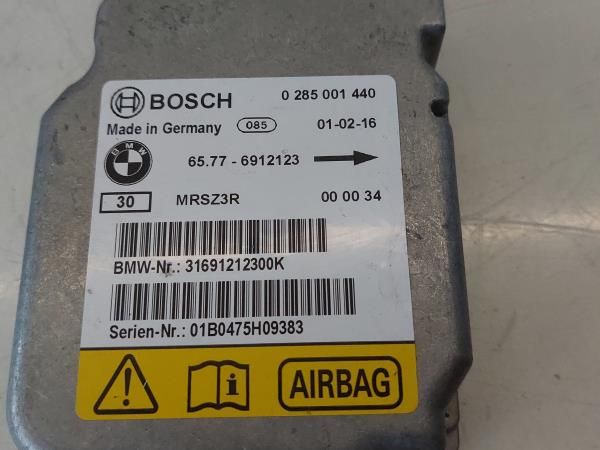 BOSCH 0 285 001 440
Made in Germany 085 01-02-16
BMW 65.77 - 6912123
30 MRSZ3R 00 00 34
BMW-Nr.: 31691212300K
Serien-Nr.: 01B0475H09383
AIRBAG